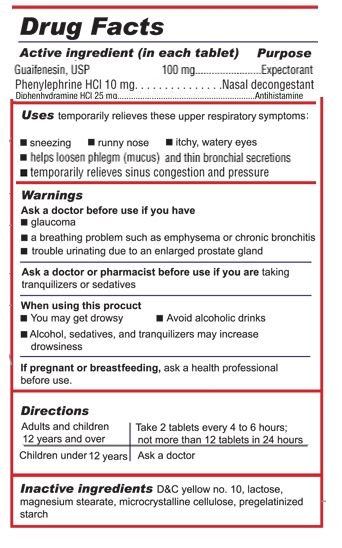 Drug Facts
Active ingredient (in each tablet) Purpose
Guaifenesin, USP 100 mg......................Expectorant
Phenylephrine HCl 10 mg. . . . . . . . . . . . . . .Nasal decongestant
Diphenhydramine HCl 25 mg..............................................Antihistamine
Uses temporarily relieves these upper respiratory symptoms:
■ sneezing ■ runny nose ■ itchy, watery eyes
■ helps loosen phlegm (mucus) and thin bronchial secretions
■ temporarily relieves sinus congestion and pressure
Warnings
Ask a doctor before use if you have
■ glaucoma
■ a breathing problem such as emphysema or chronic bronchitis
■ trouble urinating due to an enlarged prostate gland
Ask a doctor or pharmacist before use if you are taking
tranquilizers or sedatives
When using this procuct
■ You may get drowsy ■ Avoid alcoholic drinks
■ Alcohol, sedatives, and tranquilizers may increase
drowsiness
If pregnant or breastfeeding, ask a health professional
before use.
Directions
Adults and children Take 2 tablets every 4 to 6 hours;
12 years and over not more than 12 tablets in 24 hours
Children under 12 years Ask a doctor
Inactive ingredients D&C yellow no. 10, lactose,
magnesium stearate, microcrystalline cellulose, pregelatinized
starch